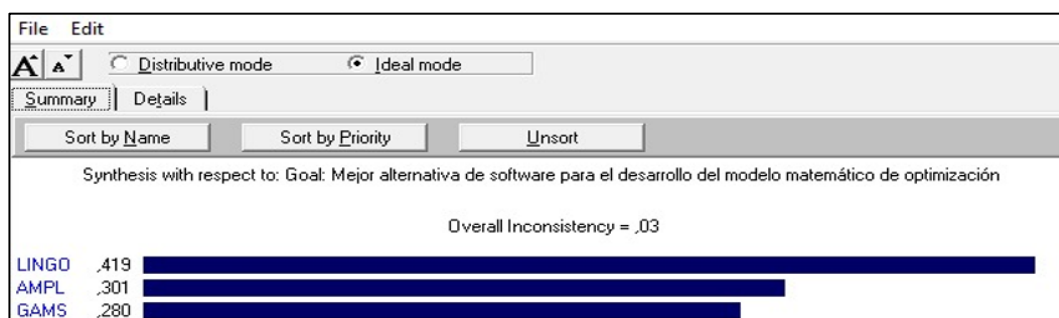 File Edit
A A Distributive mode Ideal mode
Summary Details
Sort by Name Sort by Priority Unsort
Synthesis with respect to: Goal: Mejor alternativa de software para el desarrollo del modelo matemático de optimización
Overall Inconsistency = ,03
LINGO ,419
AMPL ,301
GAMS ,280